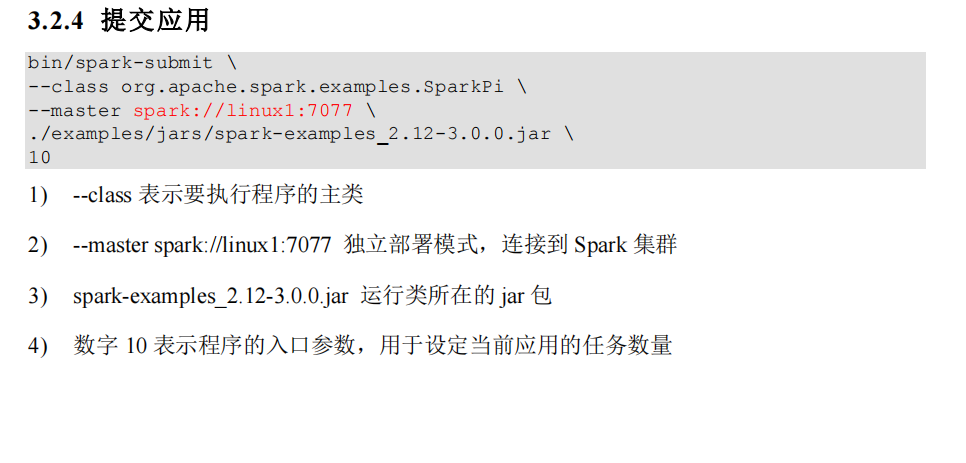 3.2.4 提交应用
bin/spark-submit \
--class org.apache.spark.examples.SparkPi \
--master spark://linux1:7077 \
./examples/jars/spark-examples_2.12-3.0.0.jar \
10
1) --class 表示要执行程序的主类
2) --master spark://linux1:7077 独立部署模式，连接到 Spark 集群
3) spark-examples_2.12-3.0.0.jar 运行类所在的 jar 包
4) 数字 10 表示程序的入口参数，用于设定当前应用的任务数量